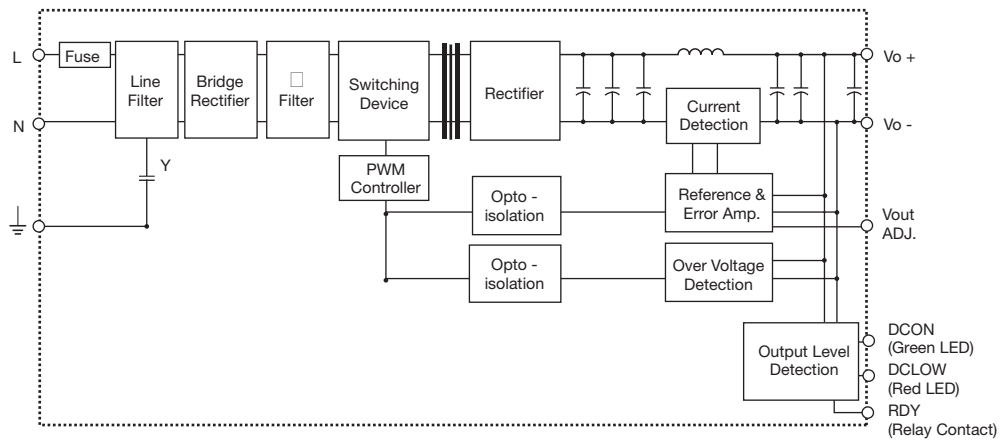 L
Fuse
Line
Filter
Bridge
Rectifier
□
Filter
Switching
Device
Rectifier
Current
Detection
Vo +
N
Vo -
Y
PWM
Controller
Opto -
isolation
Reference &
Error Amp.
Vout
ADJ.
Opto -
isolation
Over Voltage
Detection
Output Level
Detection
DCON
(Green LED)
DCLOW
(Red LED)
RDY
(Relay Contact)